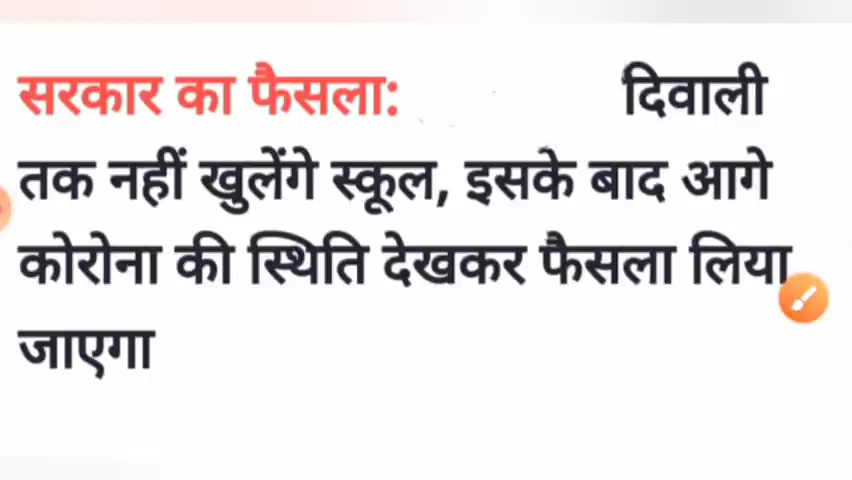 सरकार का फैसला: दिवाली
तक नहीं खुलेंगे स्कूल, इसके बाद आगे
कोरोना की स्थिति देखकर फैसला लिया
जाएगा